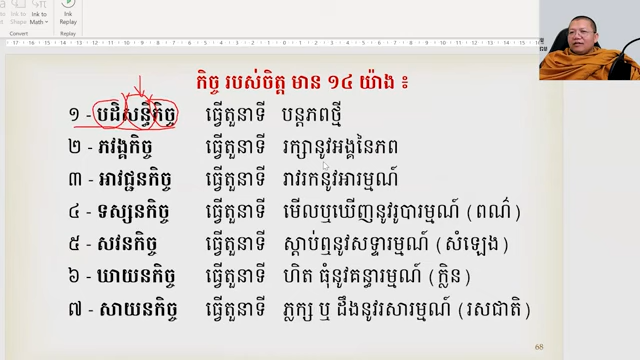 Ink to Shape
Ink to Math
Ink Replay
Replay
កិច្ច របស់ចិត្ត មាន ១៤ យ៉ាង ៖
១ - បដិសន្ធិកិច្ច ធ្វើតួនាទី បន្តភពថ្មី
២ - ភវង្គកិច្ច ធ្វើតួនាទី រក្សានូវអង្គនៃភព
៣ - អាវជ្ជនកិច្ច ធ្វើតួនាទី រាវរកនូវអារម្មណ៍
៤ - ទស្សនកិច្ច ធ្វើតួនាទី មើលឬឃើញនូវរូបារម្មណ៍ (ពណ៌)
៥ - សវនកិច្ច ធ្វើតួនាទី ស្តាប់ឮនូវសទ្ទារម្មណ៍ (សំឡេង)
៦ - ឃាយនកិច្ច ធ្វើតួនាទី ហិត ធុំនូវគន្ធារម្មណ៍ (ក្លិន)
៧ - សាយនកិច្ច ធ្វើតួនាទី ភ្លក្ស ឬ ដឹងនូវរសារម្មណ៍ (រសជាតិ)
68